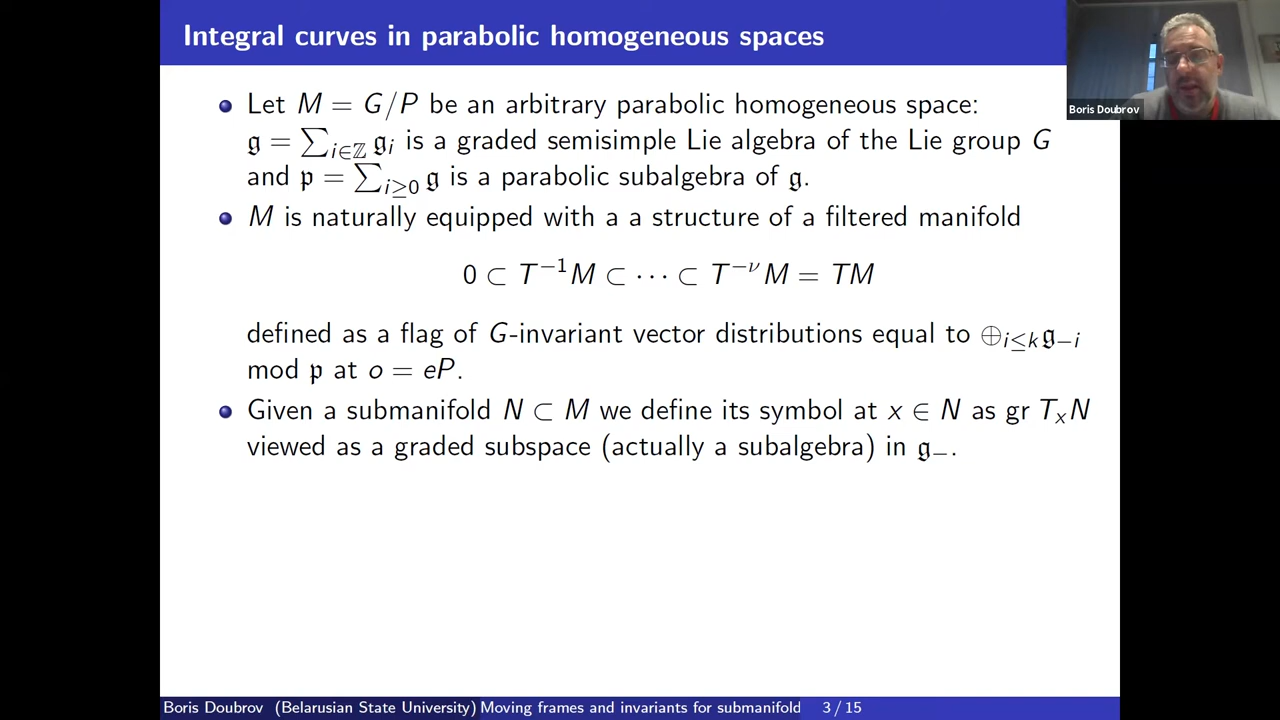 Integral curves in parabolic homogeneous spaces
Boris Doubrov
Let M = G/P be an arbitrary parabolic homogeneous space:
𝔤 = ∑_{i∈ℤ} 𝔤_i is a graded semisimple Lie algebra of the Lie group G
and 𝔭 = ∑_{i≥0} 𝔤 is a parabolic subalgebra of 𝔤.
M is naturally equipped with a a structure of a filtered manifold
0 ⊂ T^{−1}M ⊂ ⋯ ⊂ T^{−ν}M = TM
defined as a flag of G-invariant vector distributions equal to ⊕_{i≤k}𝔤_{−i}
mod 𝔭 at o = eP.
Given a submanifold N ⊂ M we define its symbol at x ∈ N as gr T_xN
viewed as a graded subspace (actually a subalgebra) in 𝔤_−.
Boris Doubrov (Belarusian State University) Moving frames and invariants for submanifold 3 / 15